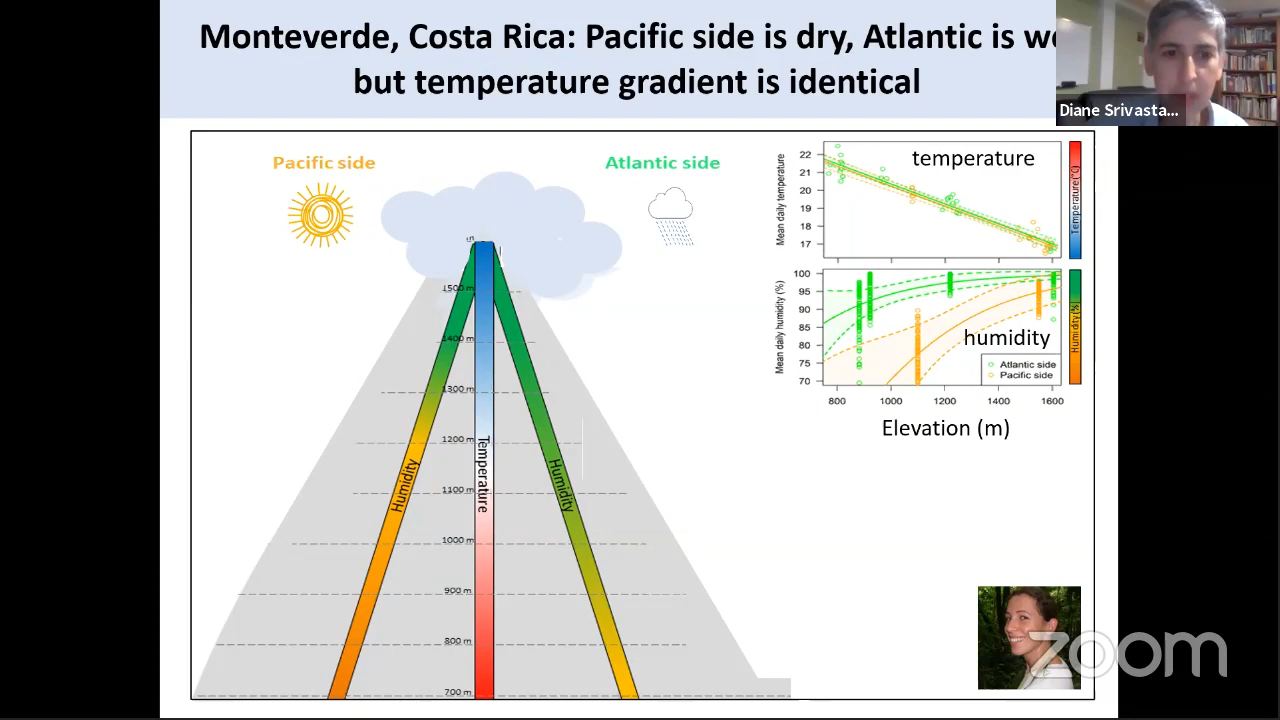 Monteverde, Costa Rica: Pacific side is dry, Atlantic is
but temperature gradient is identical
Diane Srivasta...
Pacific side
Atlantic side
1500 m
1400 m
1300 m
1200 m
1100 m
1000 m
900 m
800 m
700 m
Humidity
Temperature
Humidity
temperature
Mean daily temperature
22
21
20
19
18
17
Temperature (°C)
humidity
Mean daily humidity (%)
100
95
90
85
80
75
70
Atlantic side
Pacific side
Humidity (%)
800 1000 1200 1400 1600
Elevation (m)
zoom